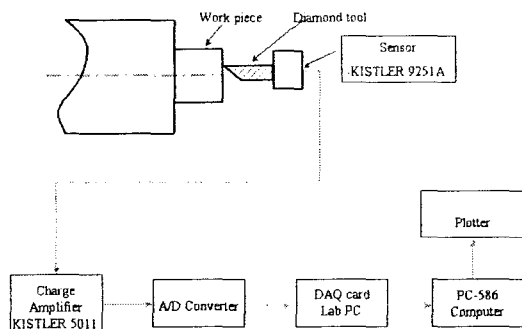 Work piece
Diamond tool
Sensor
KISTLER 9251A
Plotter
Charge
Amplifier
KISTLER 5011
A/D Converter
DAQ card
Lab PC
PC-586
Computer